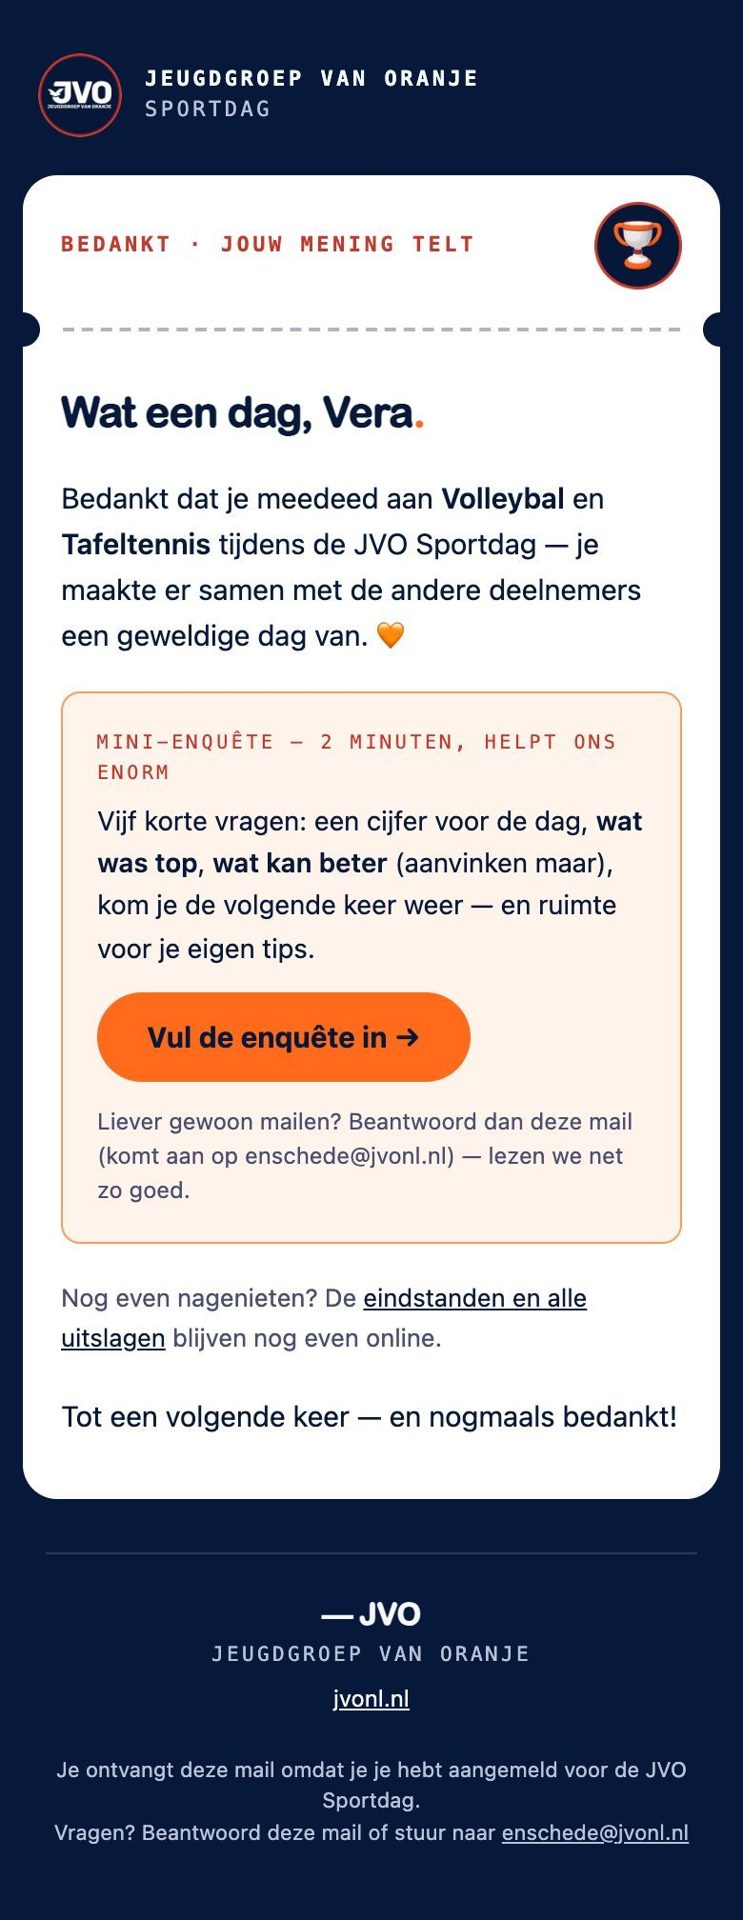 JVO
JEUGDGROEP VAN ORANJE
JEUGDGROEP VAN ORANJE
SPORTDAG
BEDANKT · JOUW MENING TELT
Wat een dag, Vera.
Bedankt dat je meedeed aan Volleybal en
Tafeltennis tijdens de JVO Sportdag — je
maakte er samen met de andere deelnemers
een geweldige dag van. 🧡
MINI-ENQUÊTE — 2 MINUTEN, HELPT ONS
ENORM
Vijf korte vragen: een cijfer voor de dag, wat
was top, wat kan beter (aanvinken maar),
kom je de volgende keer weer — en ruimte
voor je eigen tips.
Vul de enquête in →
Liever gewoon mailen? Beantwoord dan deze mail
(komt aan op enschede@jvonl.nl) — lezen we net
zo goed.
Nog even nagenieten? De eindstanden en alle
uitslagen blijven nog even online.
Tot een volgende keer — en nogmaals bedankt!
— JVO
JEUGDGROEP VAN ORANJE
jvonl.nl
Je ontvangt deze mail omdat je je hebt aangemeld voor de JVO
Sportdag.
Vragen? Beantwoord deze mail of stuur naar enschede@jvonl.nl